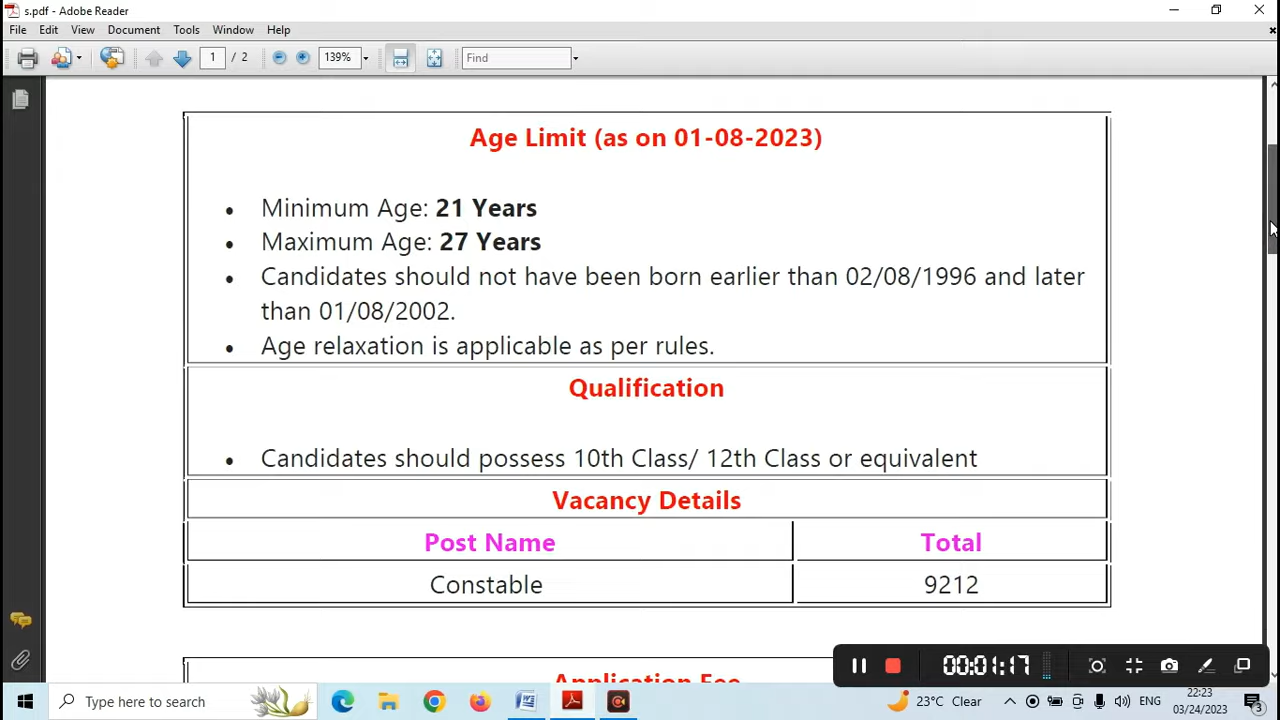 s.pdf - Adobe Reader
File Edit View Document Tools Window Help
1 / 2 139% Find
Age Limit (as on 01-08-2023)
• Minimum Age: 21 Years
• Maximum Age: 27 Years
• Candidates should not have been born earlier than 02/08/1996 and later
than 01/08/2002.
• Age relaxation is applicable as per rules.
Qualification
• Candidates should possess 10th Class/ 12th Class or equivalent
Vacancy Details
Post Name Total
Constable 9212
Application Fee
00:01:17
Type here to search
23°C Clear
ENG
22:23
03/24/2023
3